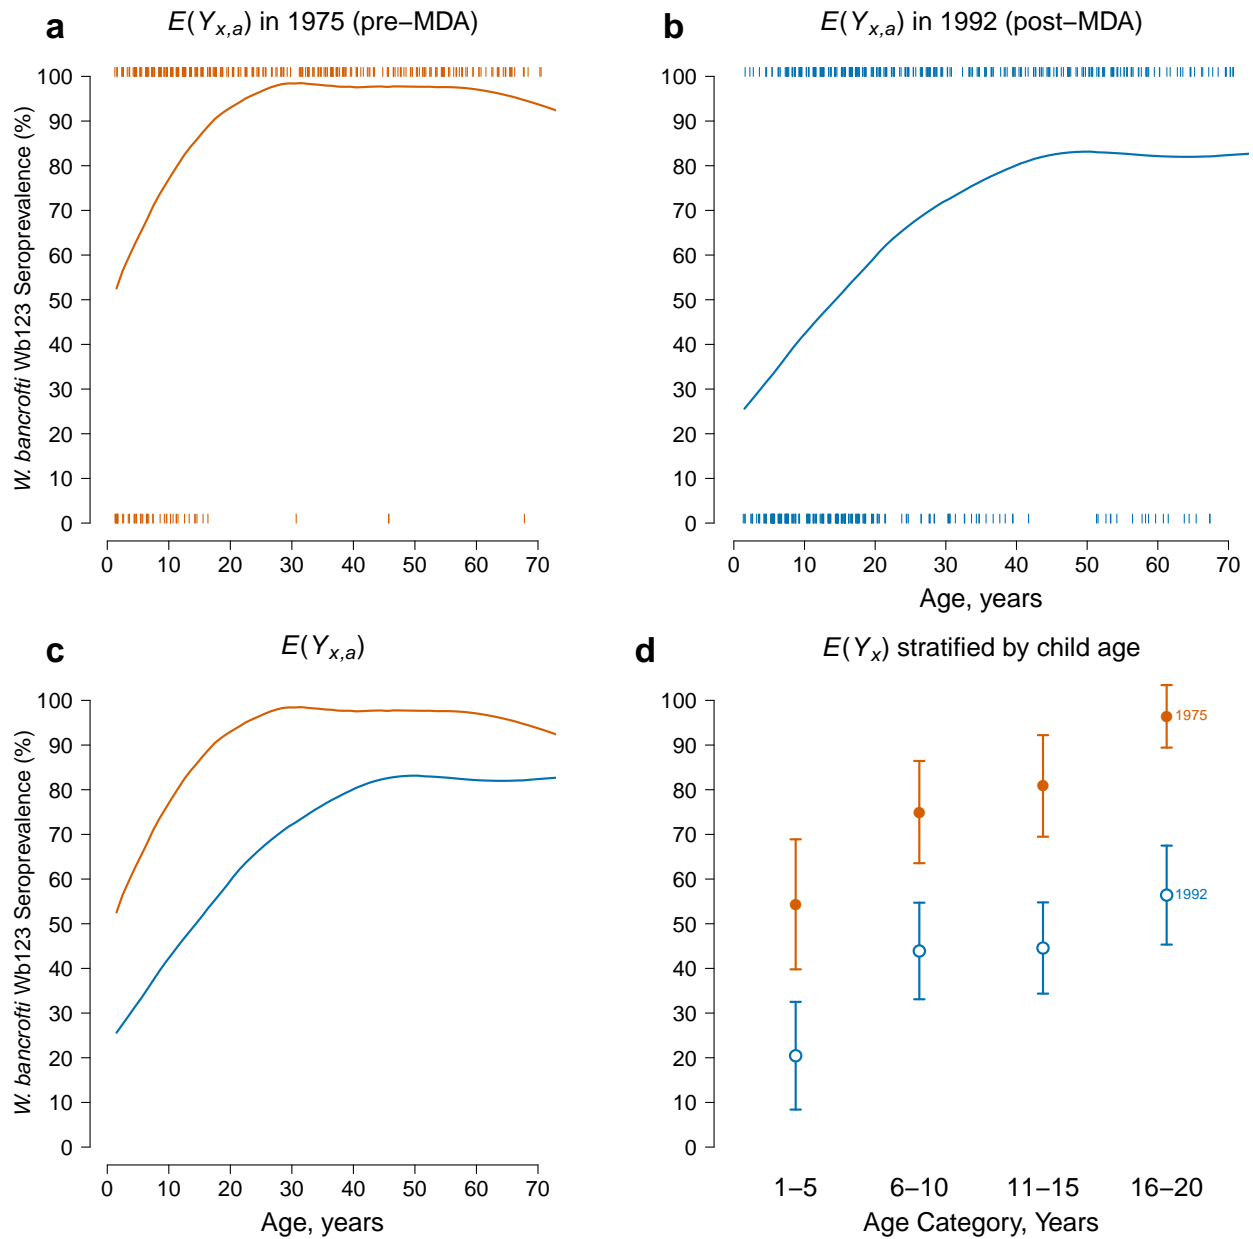 a
E(Yx,a) in 1975 (pre−MDA)
W. bancrofti Wb123 Seroprevalence (%)
100
90
80
70
60
50
40
30
20
10
0
0 10 20 30 40 50 60 70
b
E(Yx,a) in 1992 (post−MDA)
100
90
80
70
60
50
40
30
20
10
0
0 10 20 30 40 50 60 70
Age, years
c
E(Yx,a)
W. bancrofti Wb123 Seroprevalence (%)
100
90
80
70
60
50
40
30
20
10
0
0 10 20 30 40 50 60 70
Age, years
d
E(Yx) stratified by child age
100
90
80
70
60
50
40
30
20
10
0
1975
1992
1−5 6−10 11−15 16−20
Age Category, Years